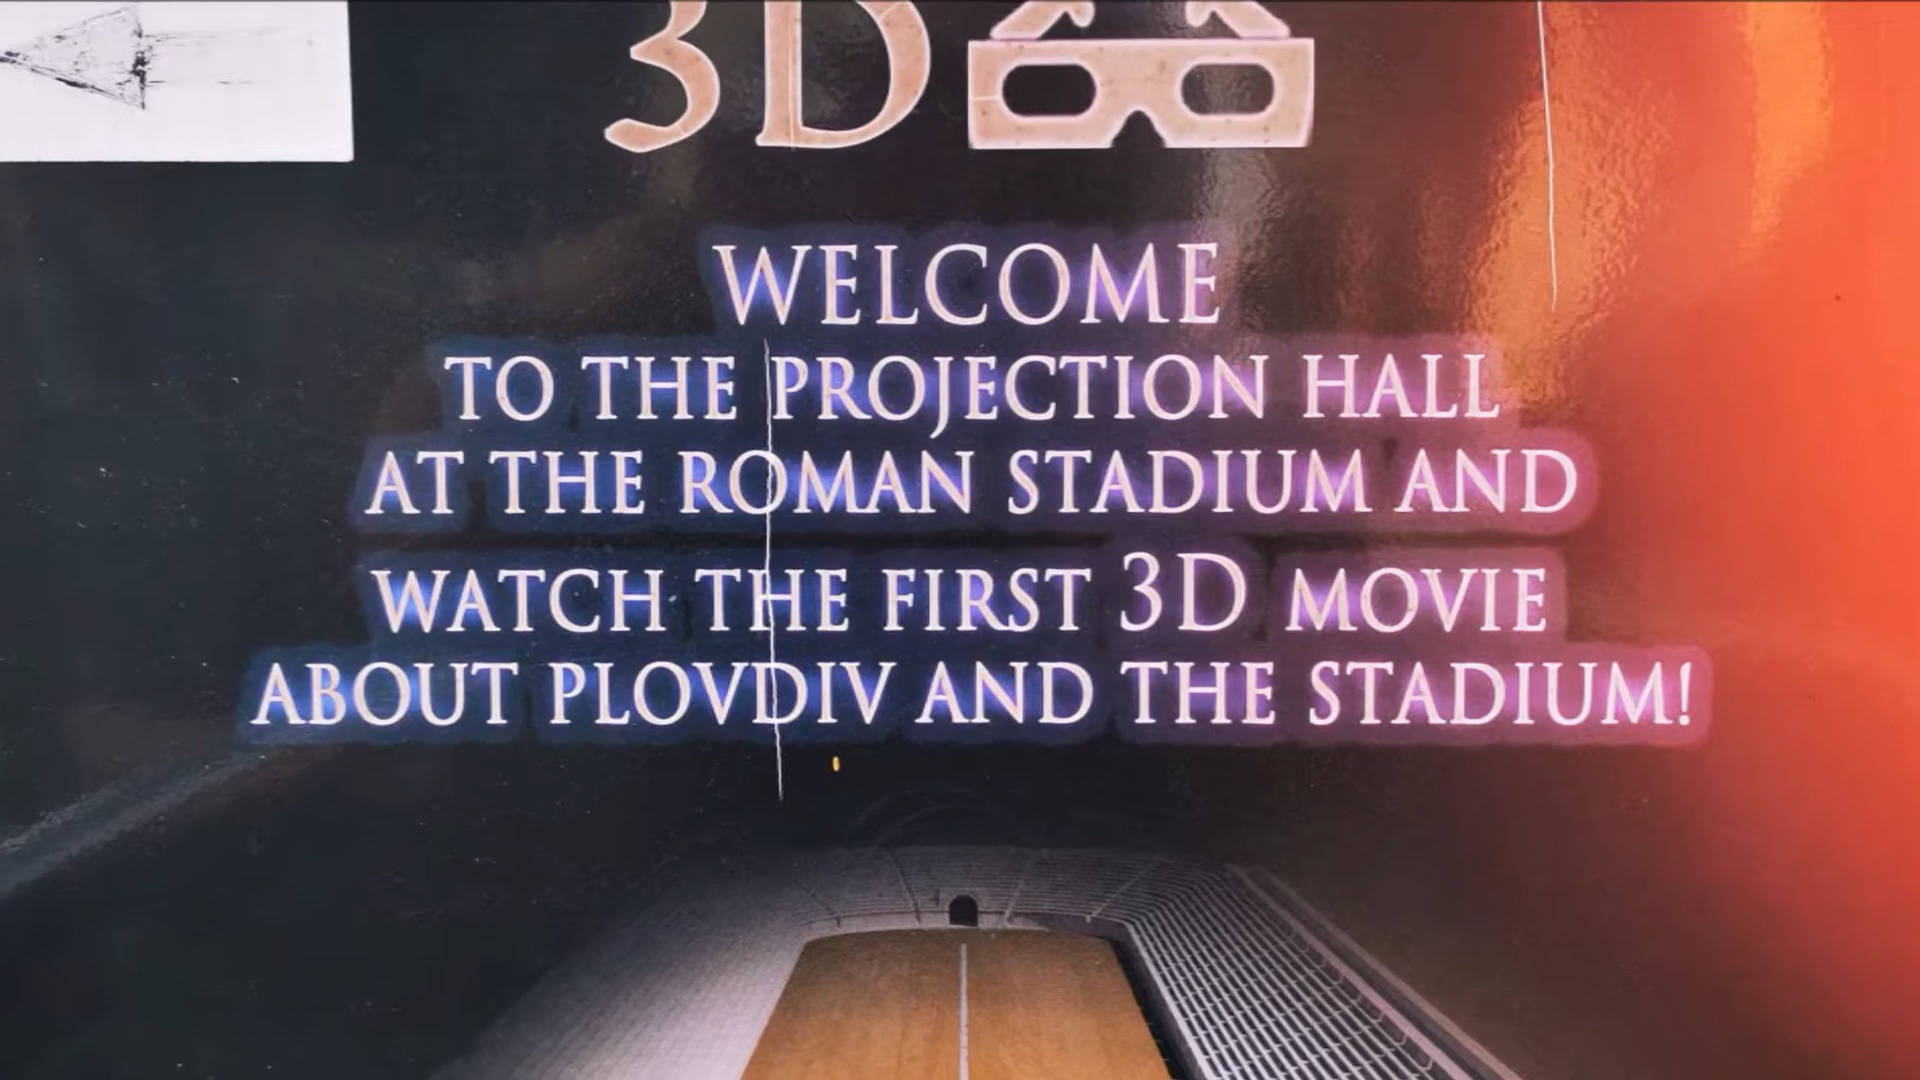 3D
WELCOME
TO THE PROJECTION HALL
AT THE ROMAN STADIUM AND
WATCH THE FIRST 3D MOVIE
ABOUT PLOVDIV AND THE STADIUM!